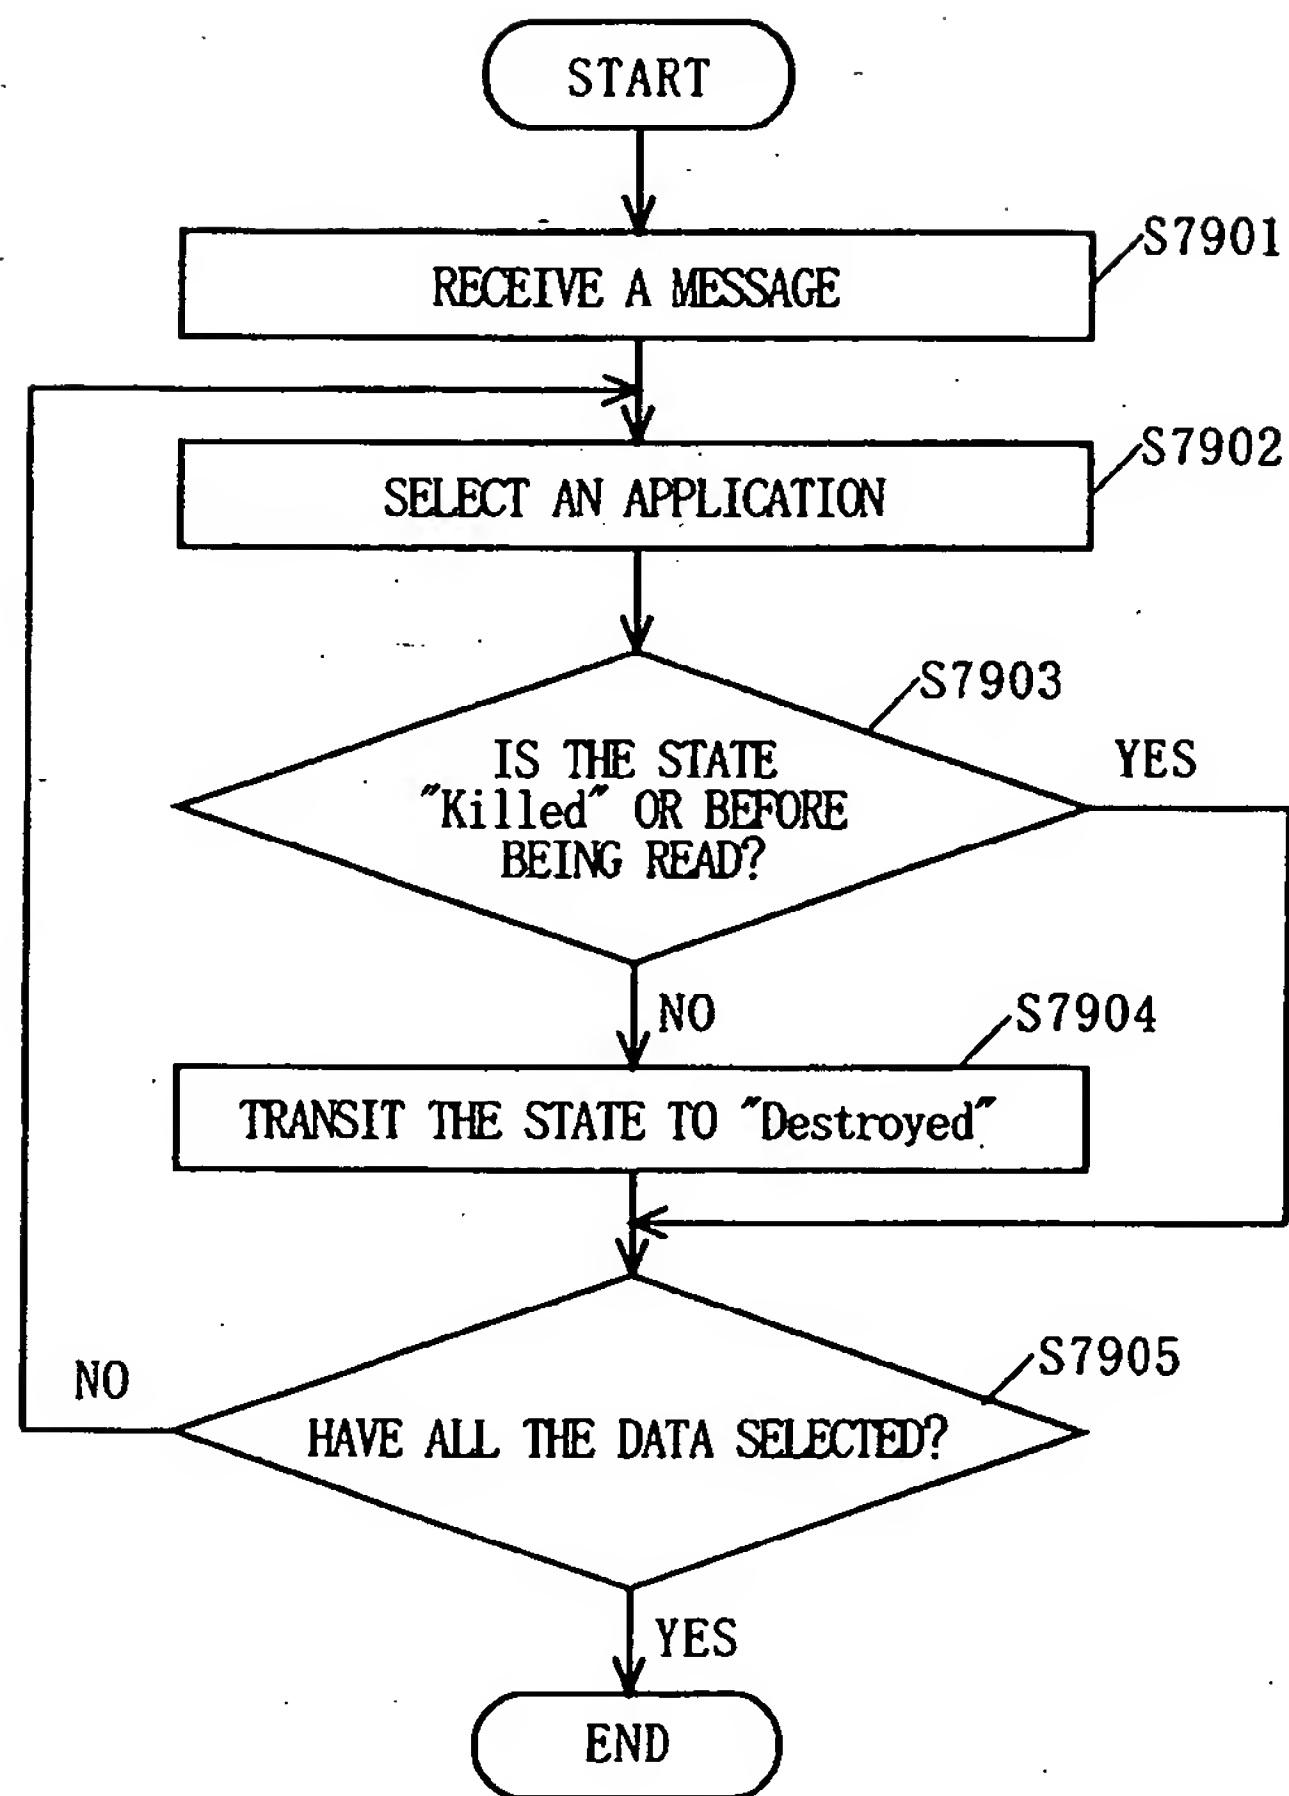 START
S7901
RECEIVE A MESSAGE
S7902
SELECT AN APPLICATION
S7903
IS THE STATE
"Killed" OR BEFORE
BEING READ?
YES
NO
S7904
TRANSIT THE STATE TO "Destroyed"
S7905
NO
HAVE ALL THE DATA SELECTED?
YES
END